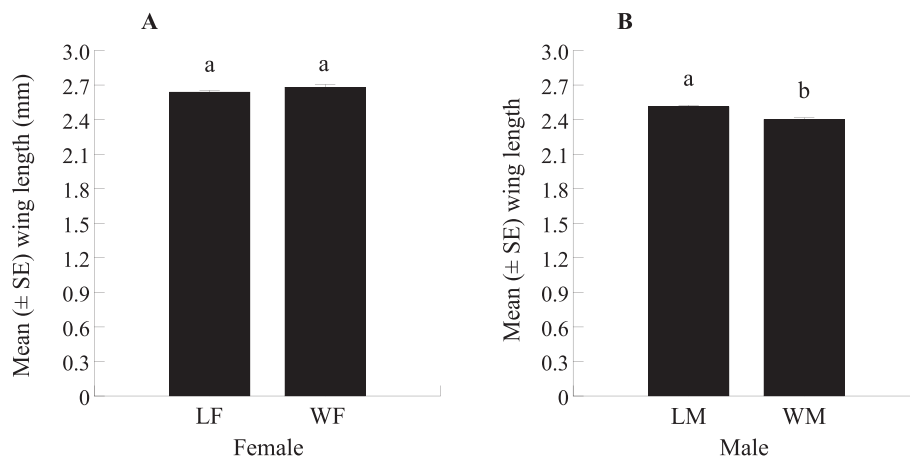 A
Mean (± SE) wing length (mm)
3.0
2.7
2.4
2.1
1.8
1.5
1.2
0.9
0.6
0.3
0
a
a
LF
WF
Female
B
Mean (± SE) wing length
3.0
2.7
2.4
2.1
1.8
1.5
1.2
0.9
0.6
0.3
0
a
b
LM
WM
Male